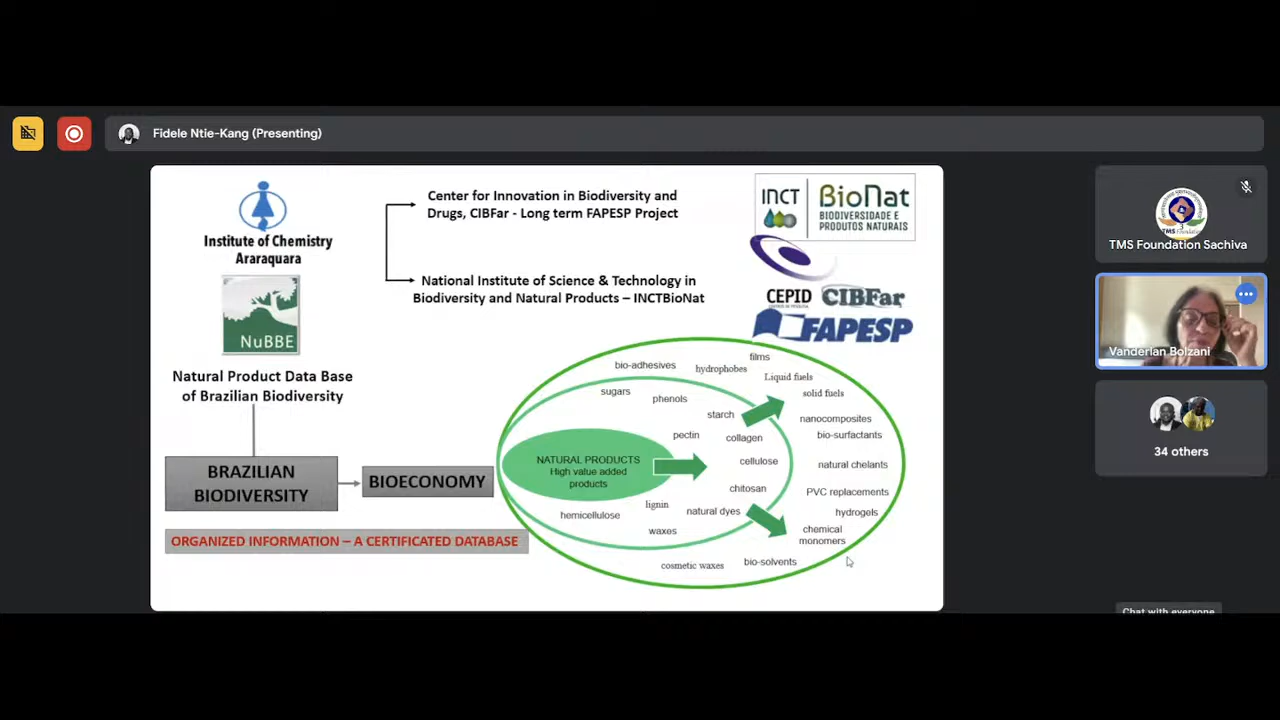 Fidele Ntie-Kang (Presenting)
Institute of Chemistry
Araraquara
NuBBE
Natural Product Data Base
of Brazilian Biodiversity
BRAZILIAN
BIODIVERSITY
BIOECONOMY
ORGANIZED INFORMATION – A CERTIFICATED DATABASE
Center for Innovation in Biodiversity and
Drugs, CIBFar - Long term FAPESP Project
National Institute of Science & Technology in
Biodiversity and Natural Products – INCTBioNat
INCT
BioNat
BIODIVERSIDADE E
PRODUTOS NATURAIS
CEPID
CIBFar
FAPESP
films
bio-adhesives
hydrophobes
Liquid fuels
sugars
phenols
solid fuels
starch
nanocomposites
pectin
collagen
bio-surfactants
NATURAL PRODUCTS
High value added
products
cellulose
natural chelants
chitosan
PVC replacements
lignin
natural dyes
hydrogels
hemicellulose
waxes
chemical
monomers
cosmetic waxes
bio-solvents
TMS Foundation
TMS Foundation Sachiva
Vanderlan Bolzani
34 others
Chat with everyone